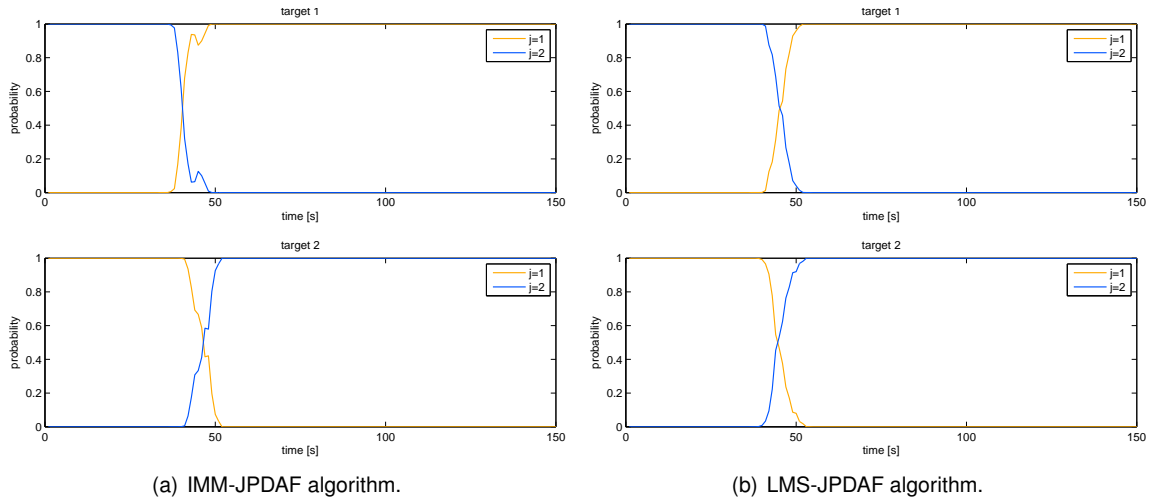 target 1
1
0.8
0.6
0.4
0.2
0
probability
j=1
j=2
0 50 100 150
time [s]
target 2
1
0.8
0.6
0.4
0.2
0
probability
j=1
j=2
0 50 100 150
time [s]
(a) IMM-JPDAF algorithm.
target 1
1
0.8
0.6
0.4
0.2
0
probability
j=1
j=2
0 50 100 150
time [s]
target 2
1
0.8
0.6
0.4
0.2
0
probability
j=1
j=2
0 50 100 150
time [s]
(b) LMS-JPDAF algorithm.